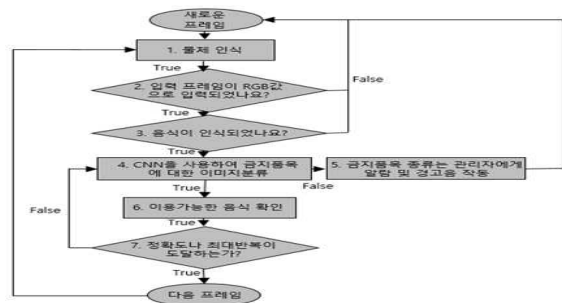 새로운
프레임
1. 물체 인식
True
False
2. 입력 프레임이 RGB값
으로 입력되었나요?
True
3. 음식이 인식되었나요?
True
4. CNN을 사용하여 금지품목
에 대한 이미지분류
5. 금지품목 종류는 관리자에게
알람 및 경고음 작동
True
False
False
6. 이용가능한 음식 확인
True
7. 정확도나 최대반복이
도달하는가?
True
다음 프레임